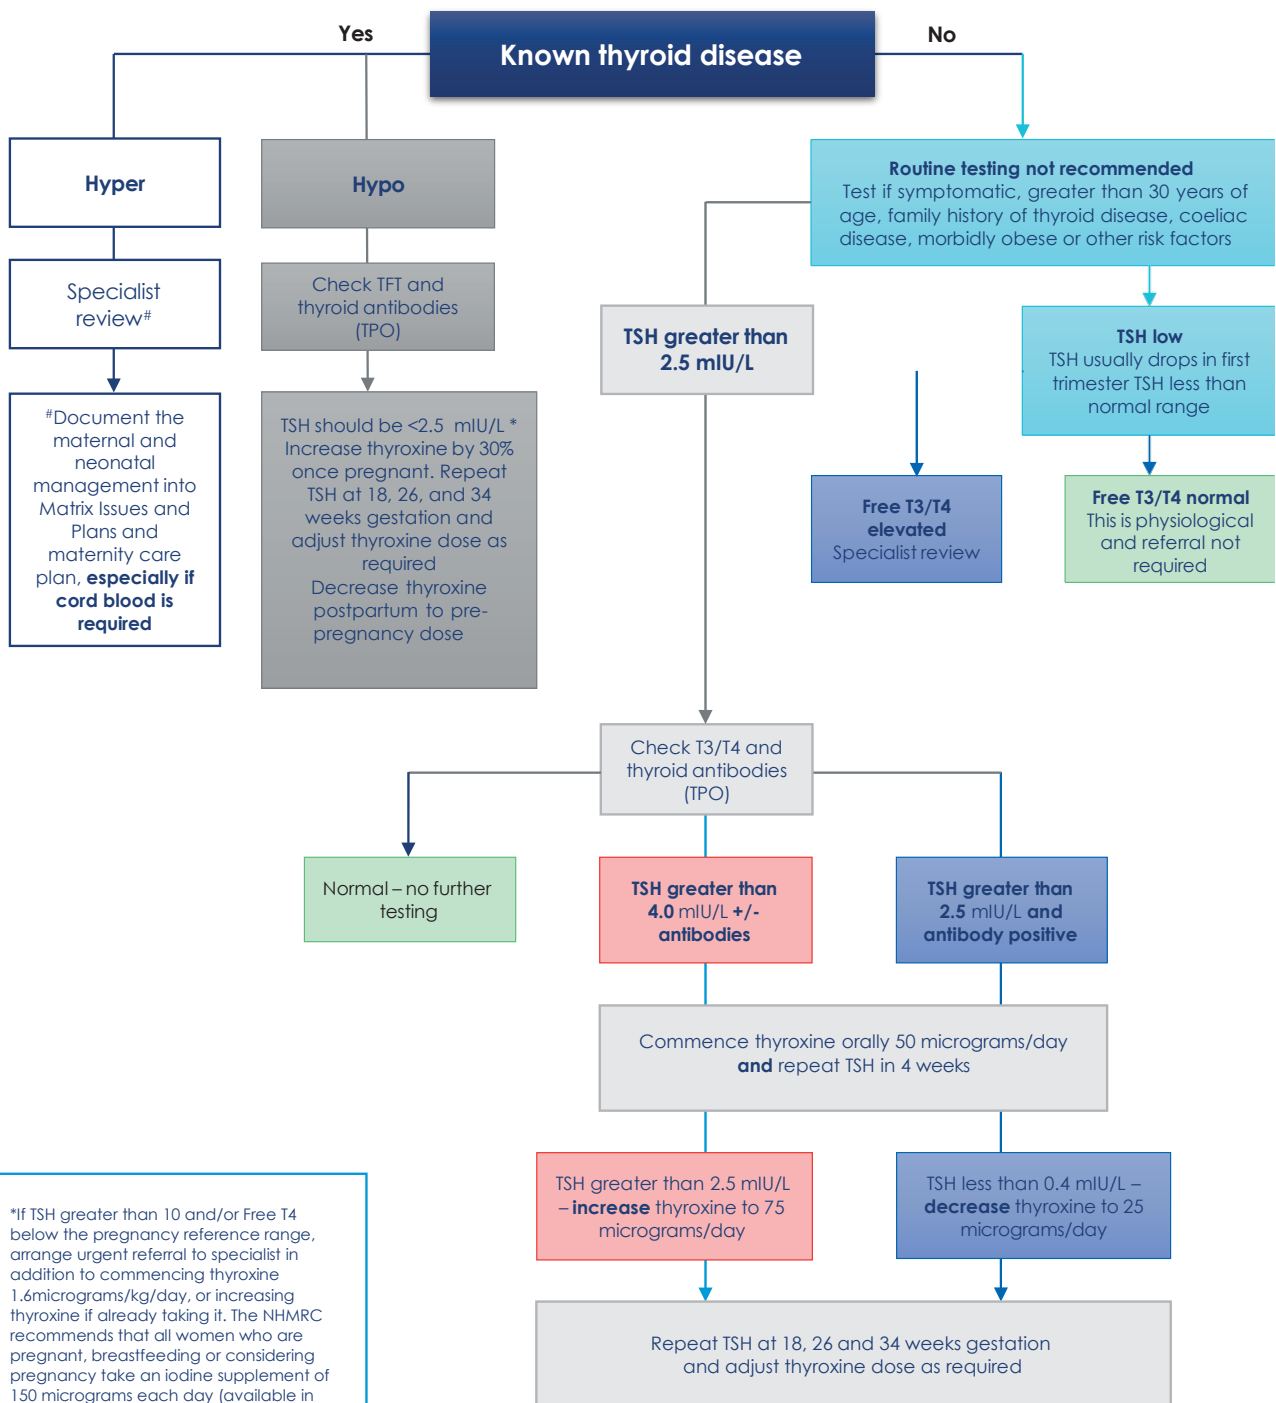 Known thyroid disease
Yes
No
Hyper
Specialist
review#
#Document the
maternal and
neonatal
management into
Matrix Issues and
Plans and
maternity care
plan, especially if
cord blood is
required
Hypo
Check TFT and
thyroid antibodies
(TPO)
TSH should be <2.5 mIU/L *
Increase thyroxine by 30%
once pregnant. Repeat
TSH at 18, 26, and 34
weeks gestation and
adjust thyroxine dose as
required
Decrease thyroxine
postpartum to pre-
pregnancy dose
Routine testing not recommended
Test if symptomatic, greater than 30 years of
age, family history of thyroid disease, coeliac
disease, morbidly obese or other risk factors
TSH greater than
2.5 mIU/L
TSH low
TSH usually drops in first
trimester TSH less than
normal range
Free T3/T4
elevated
Specialist review
Free T3/T4 normal
This is physiological
and referral not
required
Check T3/T4 and
thyroid antibodies
(TPO)
Normal – no further
testing
TSH greater than
4.0 mIU/L +/-
antibodies
TSH greater than
2.5 mIU/L and
antibody positive
Commence thyroxine orally 50 micrograms/day
and repeat TSH in 4 weeks
TSH greater than 2.5 mIU/L
– increase thyroxine to 75
micrograms/day
TSH less than 0.4 mIU/L –
decrease thyroxine to 25
micrograms/day
Repeat TSH at 18, 26 and 34 weeks gestation
and adjust thyroxine dose as required
*If TSH greater than 10 and/or Free T4
below the pregnancy reference range,
arrange urgent referral to specialist in
addition to commencing thyroxine
1.6micrograms/kg/day, or increasing
thyroxine if already taking it. The NHMRC
recommends that all women who are
pregnant, breastfeeding or considering
pregnancy take an iodine supplement of
150 micrograms each day (available in